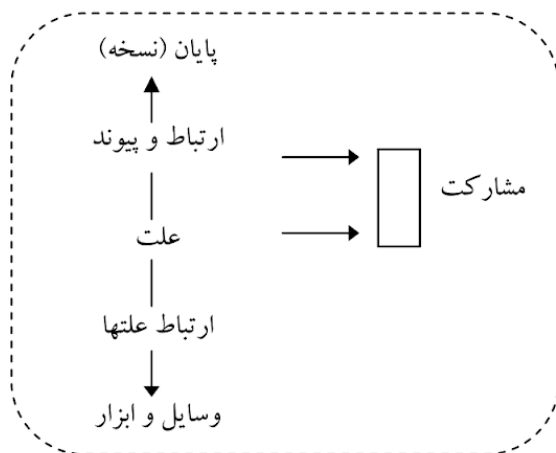 پایان (نسخه)
ارتباط و پیوند
مشارکت
علت
ارتباط علتها
وسایل و ابزار